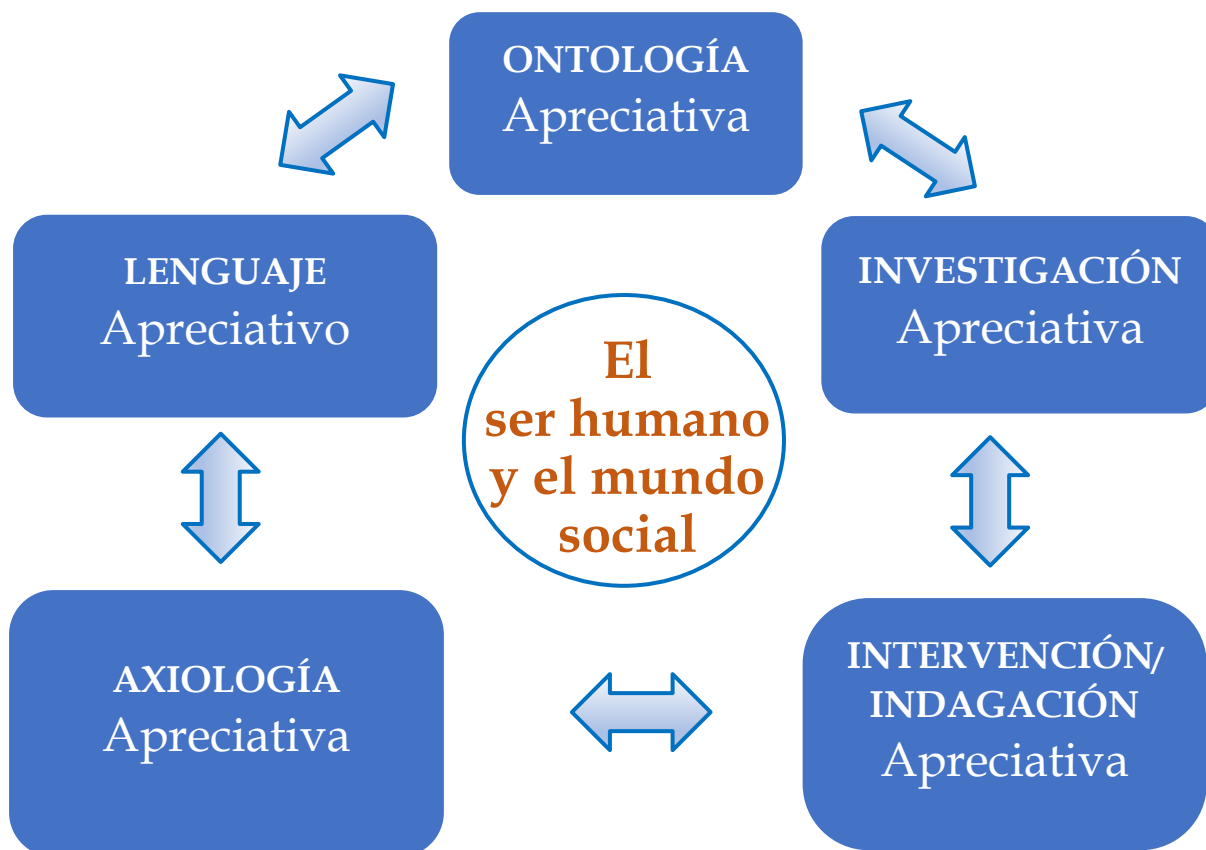 ONTOLOGÍA
Apreciativa
LENGUAJE
Apreciativo
INVESTIGACIÓN
Apreciativa
El
ser humano
y el mundo
social
AXIOLOGÍA
Apreciativa
INTERVENCIÓN/
INDAGACIÓN
Apreciativa